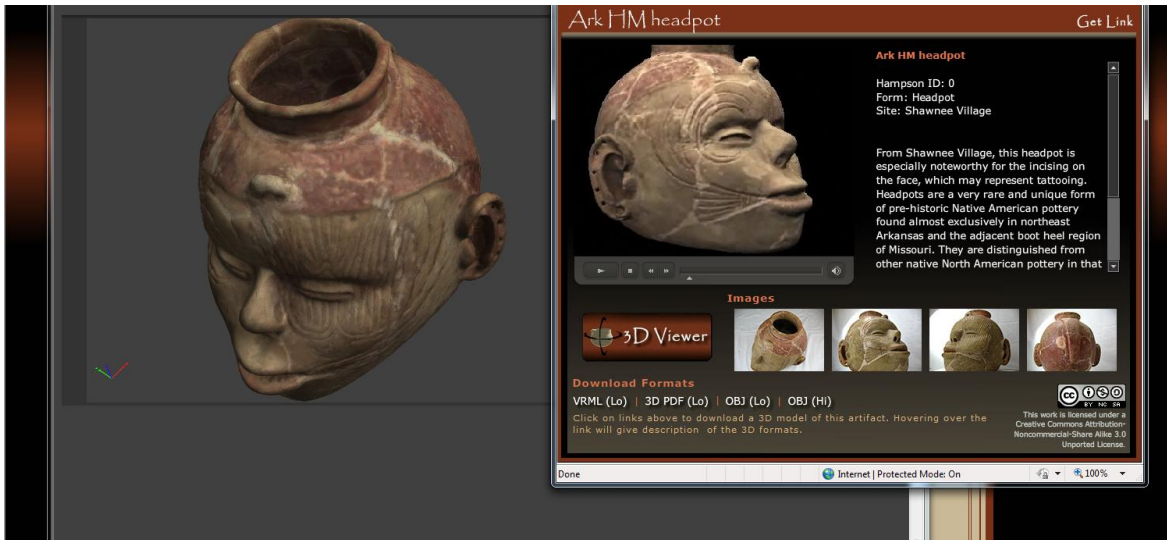 Ark HM headpot
Get Link
Ark HM headpot
Hampson ID: 0
Form: Headpot
Site: Shawnee Village
From Shawnee Village, this headpot is
especially noteworthy for the incising on
the face, which may represent tattooing.
Headpots are a very rare and unique form
of pre-historic Native American pottery
found almost exclusively in northeast
Arkansas and the adjacent boot heel region
of Missouri. They are distinguished from
other native North American pottery in that
Images
3D Viewer
Download Formats
VRML (Lo) | 3D PDF (Lo) | OBJ (Lo) | OBJ (Hi)
Click on links above to download a 3D model of this artifact. Hovering over the
link will give description of the 3D formats.
cc
BY NC SA
This work is licensed under a
Creative Commons Attribution-
Noncommercial-Share Alike 3.0
Unported License.
Done
Internet | Protected Mode: On
100%